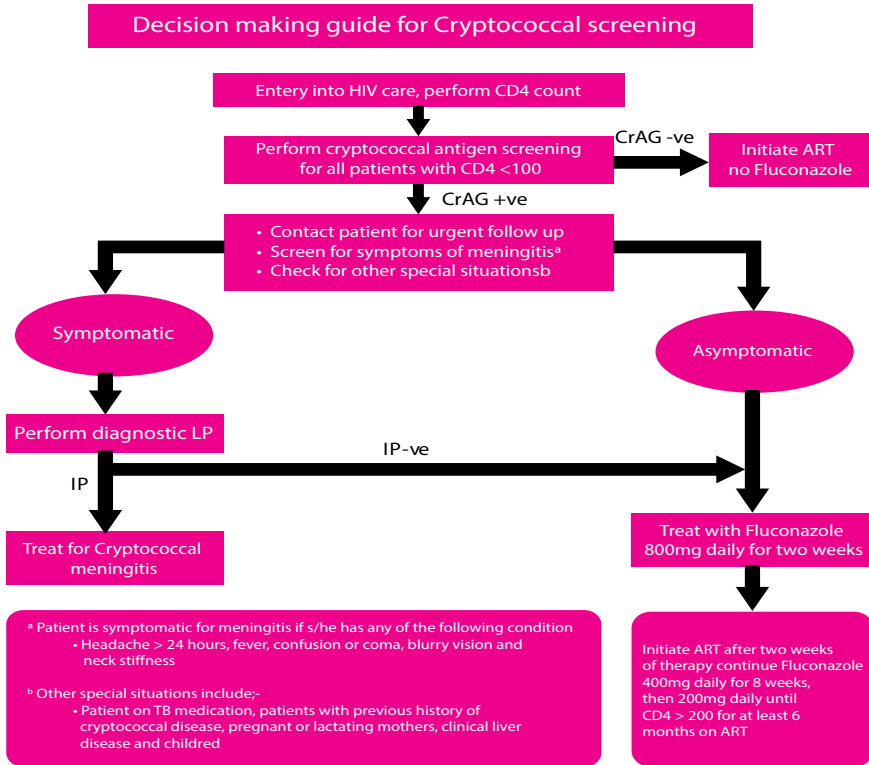 Decision making guide for Cryptococcal screening
Entery into HIV care, perform CD4 count
Perform cryptococcal antigen screening
for all patients with CD4 <100
CrAG -ve
Initiate ART
no Fluconazole
CrAG +ve
• Contact patient for urgent follow up
• Screen for symptoms of meningitisᵃ
• Check for other special situationsb
Symptomatic
Asymptomatic
Perform diagnostic LP
IP-ve
IP
Treat for Cryptococcal
meningitis
Treat with Fluconazole
800mg daily for two weeks
ᵃ Patient is symptomatic for meningitis if s/he has any of the following condition
• Headache > 24 hours, fever, confusion or coma, blurry vision and
neck stiffness
ᵇ Other special situations include;-
• Patient on TB medication, patients with previous history of
cryptococcal disease, pregnant or lactating mothers, clinical liver
disease and childred
Initiate ART after two weeks
of therapy continue Fluconazole
400mg daily for 8 weeks,
then 200mg daily until
CD4 > 200 for at least 6
months on ART